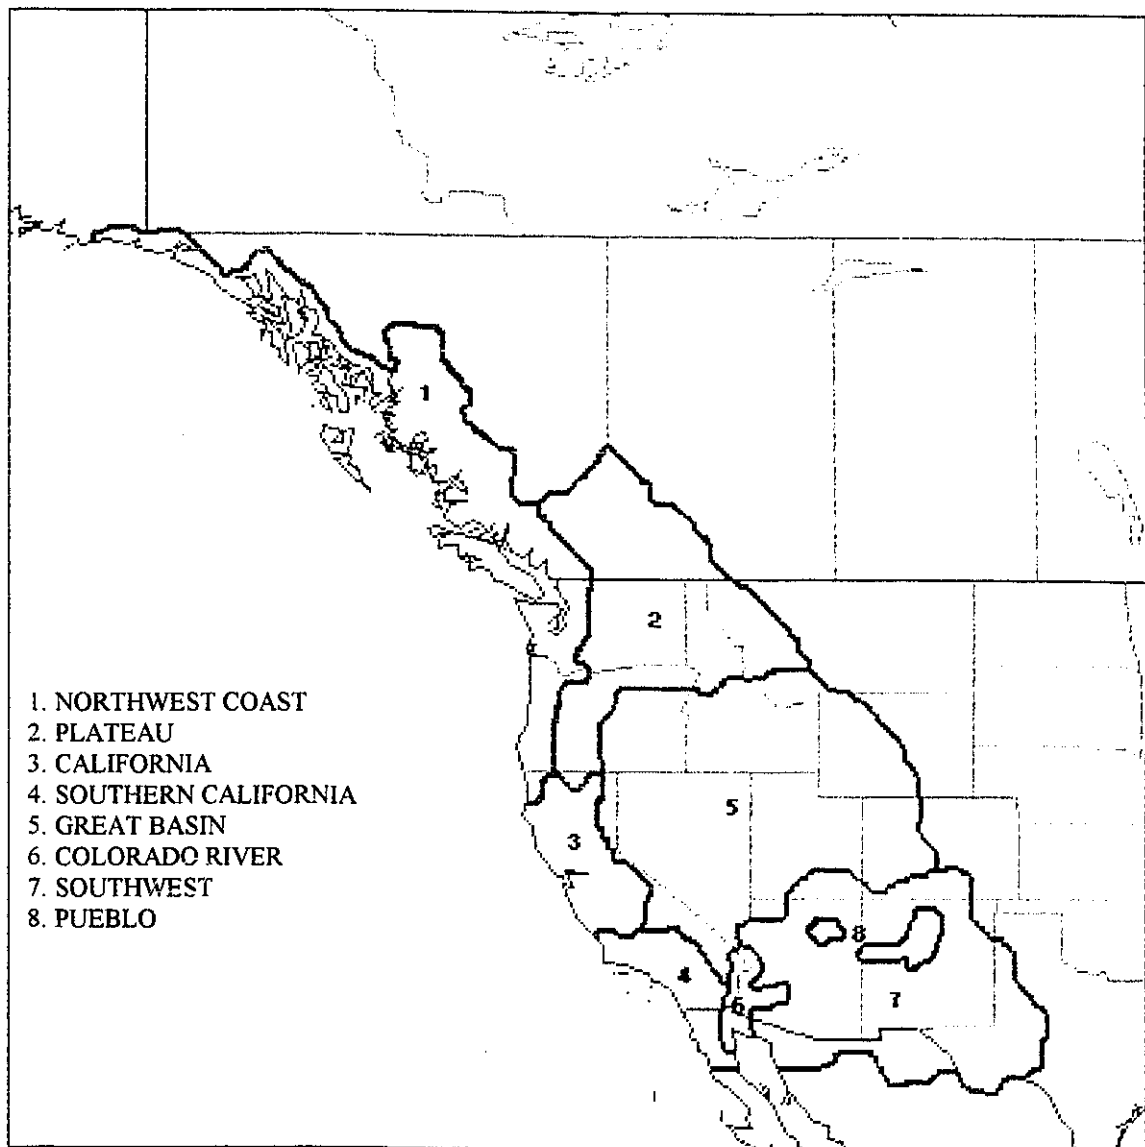 1
2
1. NORTHWEST COAST
2. PLATEAU
3. CALIFORNIA
4. SOUTHERN CALIFORNIA
5. GREAT BASIN
6. COLORADO RIVER
7. SOUTHWEST
8. PUEBLO
5
3
8
4
6
7